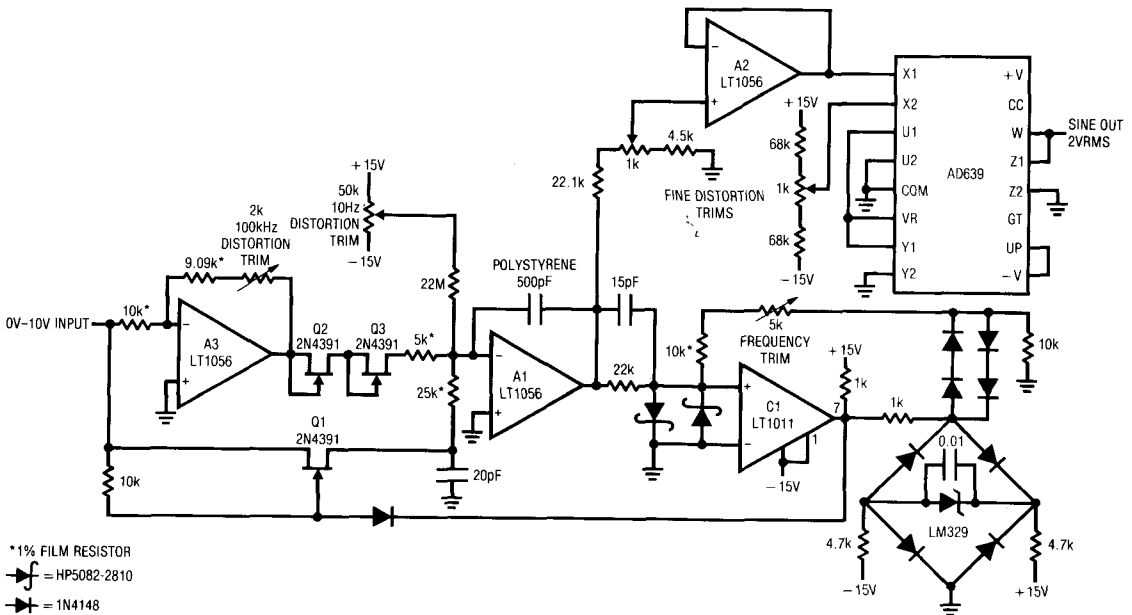 A2
LT1056
−
+
X1
X2
U1
U2
COM
VR
Y1
Y2
AD639
+V
CC
W
Z1
Z2
GT
UP
−V
SINE OUT
2VRMS
+15V
68k
1k
68k
−15V
FINE DISTORTION
TRIMS
1k
4.5k
22.1k
+15V
50k
10Hz
DISTORTION
TRIM
−15V
2k
100kHz
DISTORTION
TRIM
9.09k*
0V–10V INPUT
10k*
−
A3
LT1056
+
Q2
2N4391
Q3
2N4391
5k*
22M
25k*
POLYSTYRENE
500pF
15pF
−
A1
LT1056
+
22k
10k*
5k
FREQUENCY
TRIM
+
C1
LT1011
−
7
1
−15V
+15V
1k
1k
10k
0.01
LM329
4.7k
−15V
4.7k
+15V
Q1
2N4391
10k
20pF
*1% FILM RESISTOR
= HP5082-2810
= 1N4148